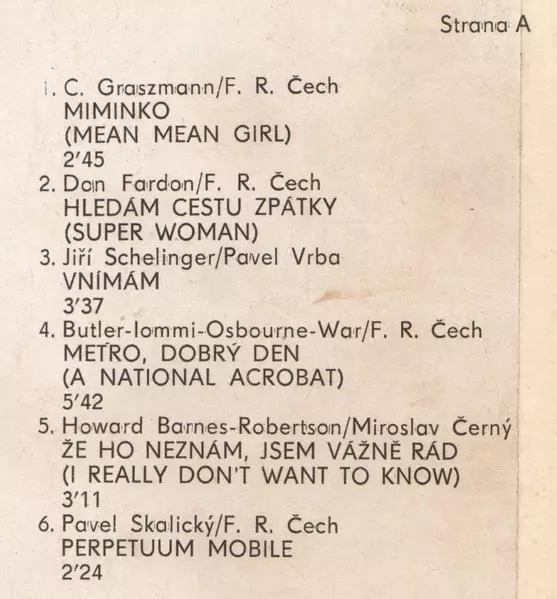 Strana A
1. C. Graszmann/F. R. Čech
MIMINKO
(MEAN MEAN GIRL)
2'45
2. Don Fardon/F. R. Čech
HLEDÁM CESTU ZPÁTKY
(SUPER WOMAN)
3. Jiří Schelinger/Pavel Vrba
VNÍMÁM
3'37
4. Butler-Iommi-Osbourne-War/F. R. Čech
METRO, DOBRÝ DEN
(A NATIONAL ACROBAT)
5'42
5. Howard Barnes-Robertson/Miroslav Černý
ŽE HO NEZNÁM, JSEM VÁŽNĚ RÁD
(I REALLY DON'T WANT TO KNOW)
3'11
6. Pavel Skalický/F. R. Čech
PERPETUUM MOBILE
2'24